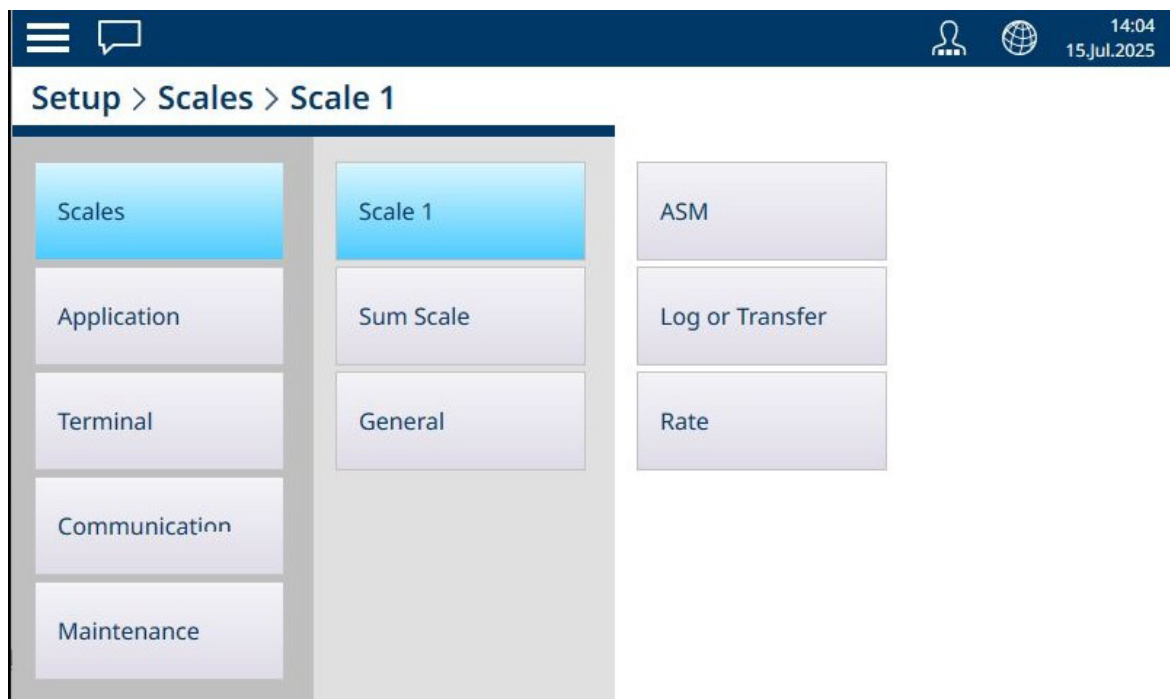 14:04
15.Jul.2025
Setup > Scales > Scale 1
Scales
Scale 1
ASM
Application
Sum Scale
Log or Transfer
Terminal
General
Rate
Communication
Maintenance